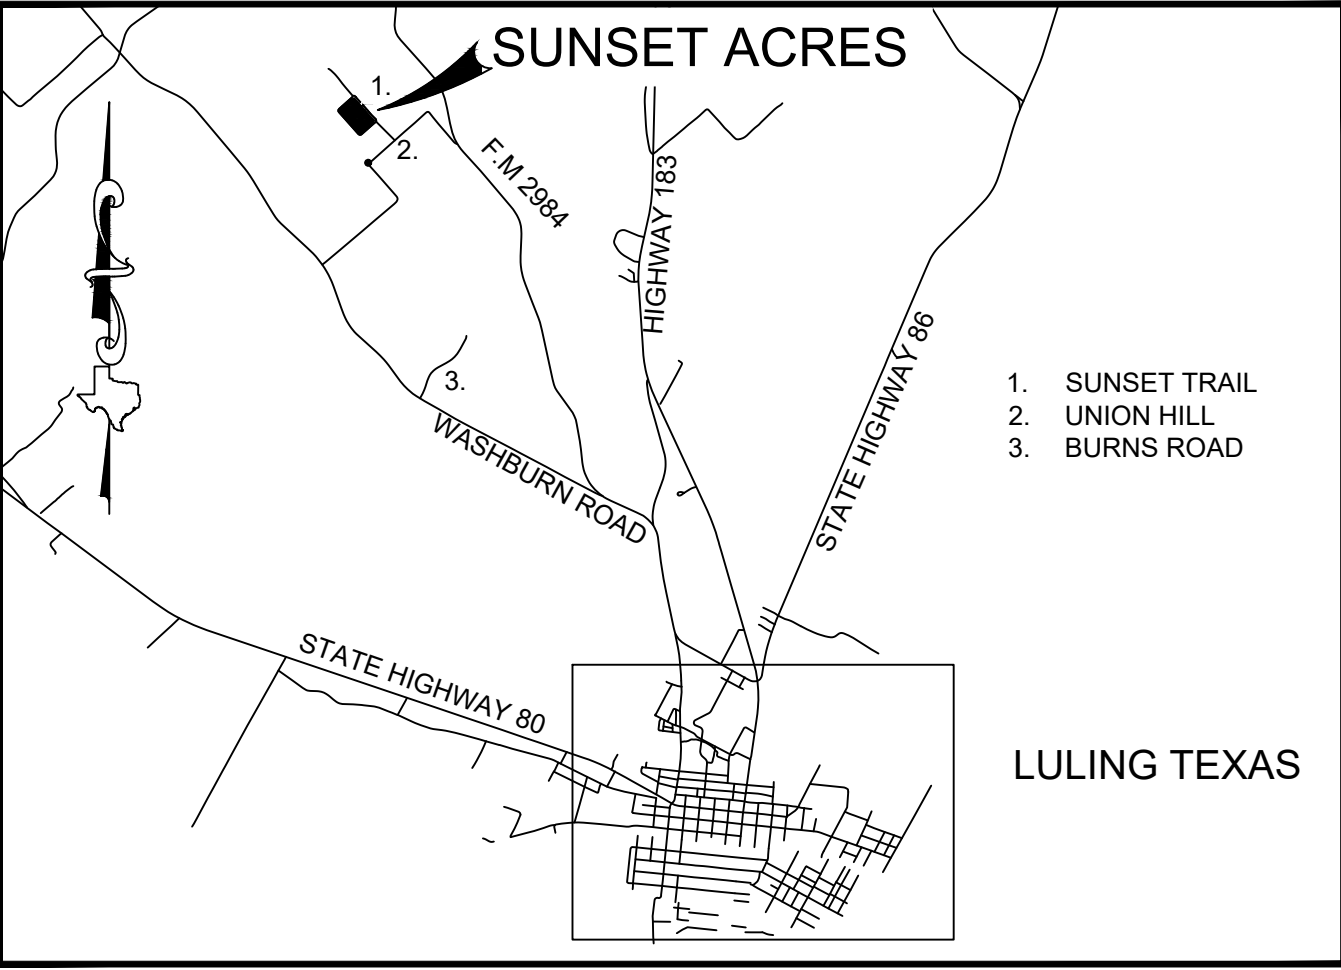 SUNSET ACRES
1.
2.
F.M 2984
HIGHWAY 183
STATE HIGHWAY 86
3.
WASHBURN ROAD
1. SUNSET TRAIL
2. UNION HILL
3. BURNS ROAD
STATE HIGHWAY 80
LULING TEXAS